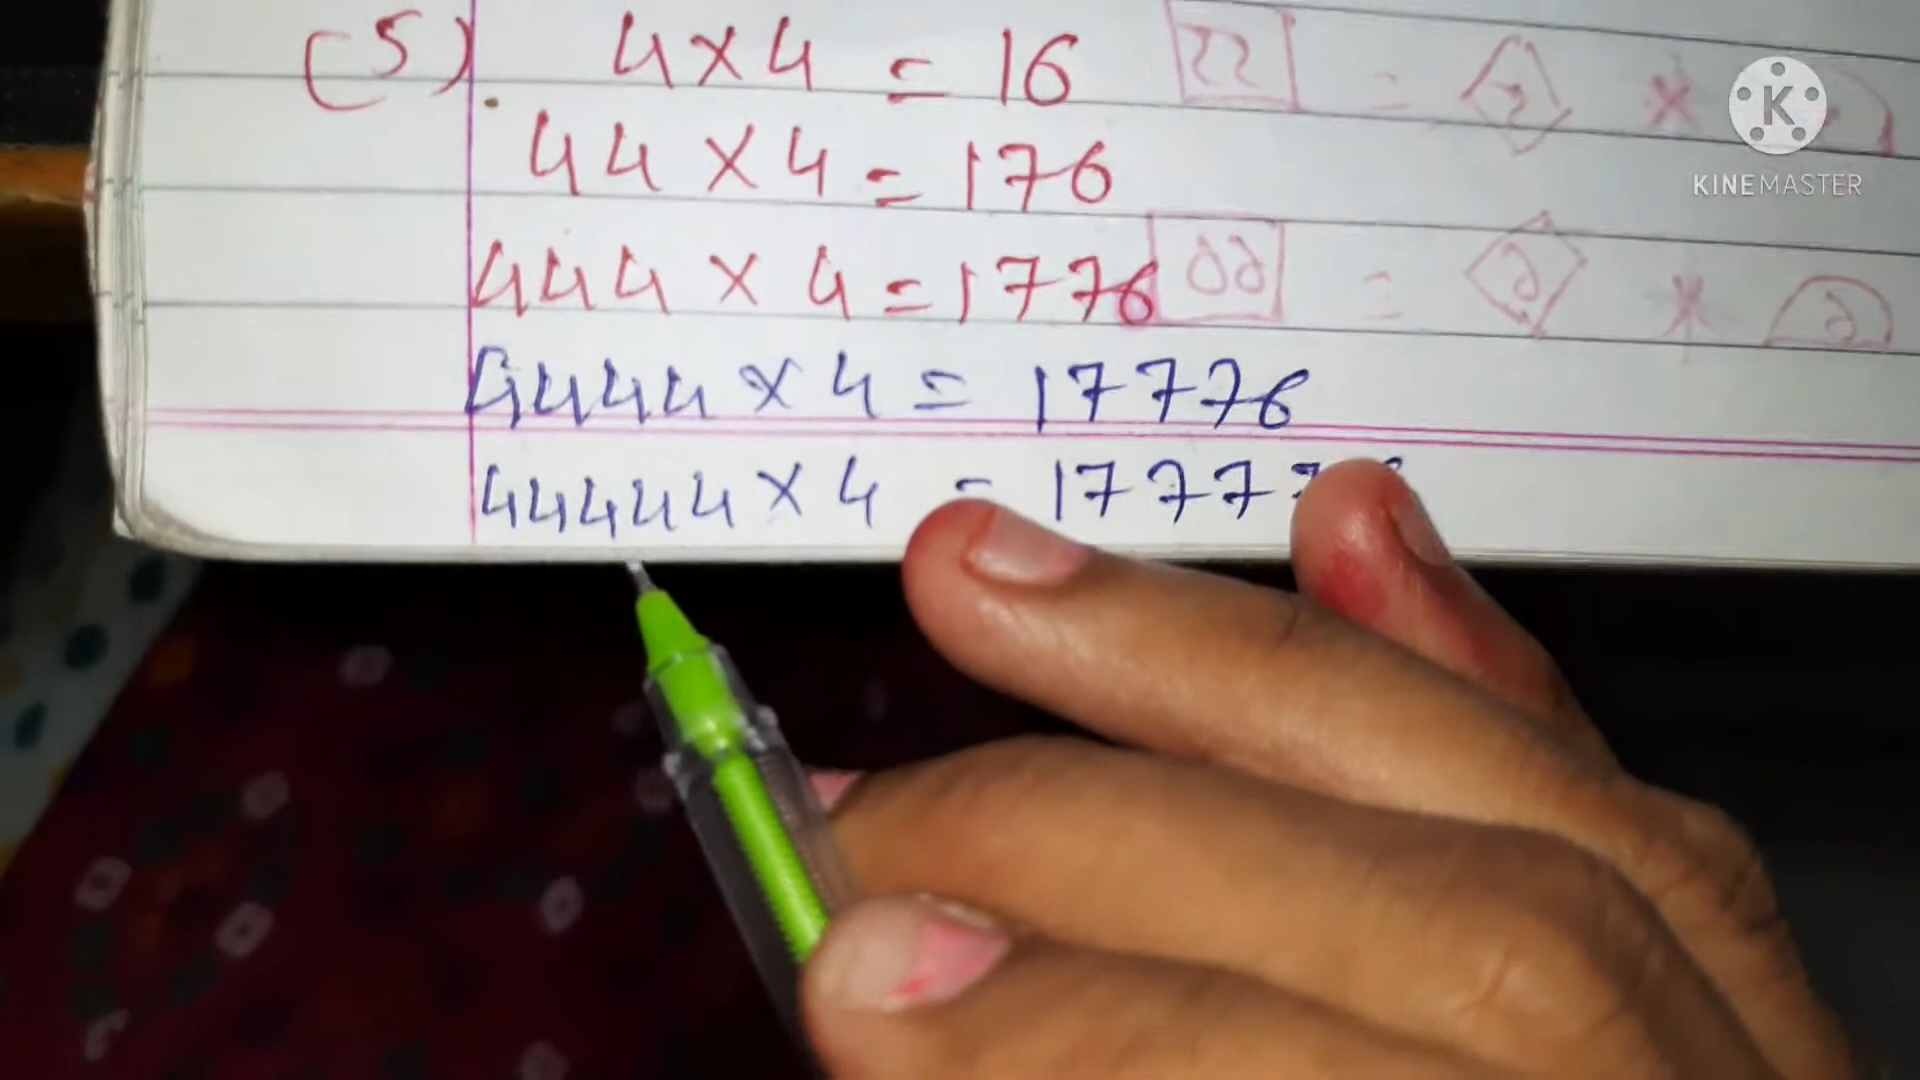 (5) 4×4 = 16
44 × 4 = 176
444 × 4 = 1776
4444 × 4 = 17776
44444 × 4 = 1777
K
KINEMASTER